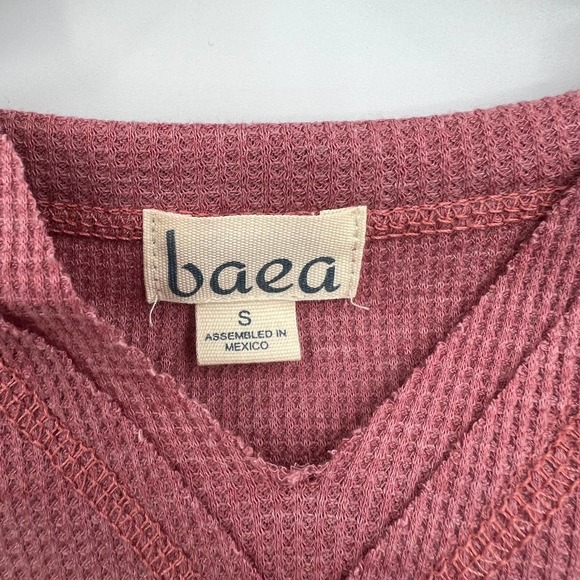 baea
S
ASSEMBLED IN
MEXICO